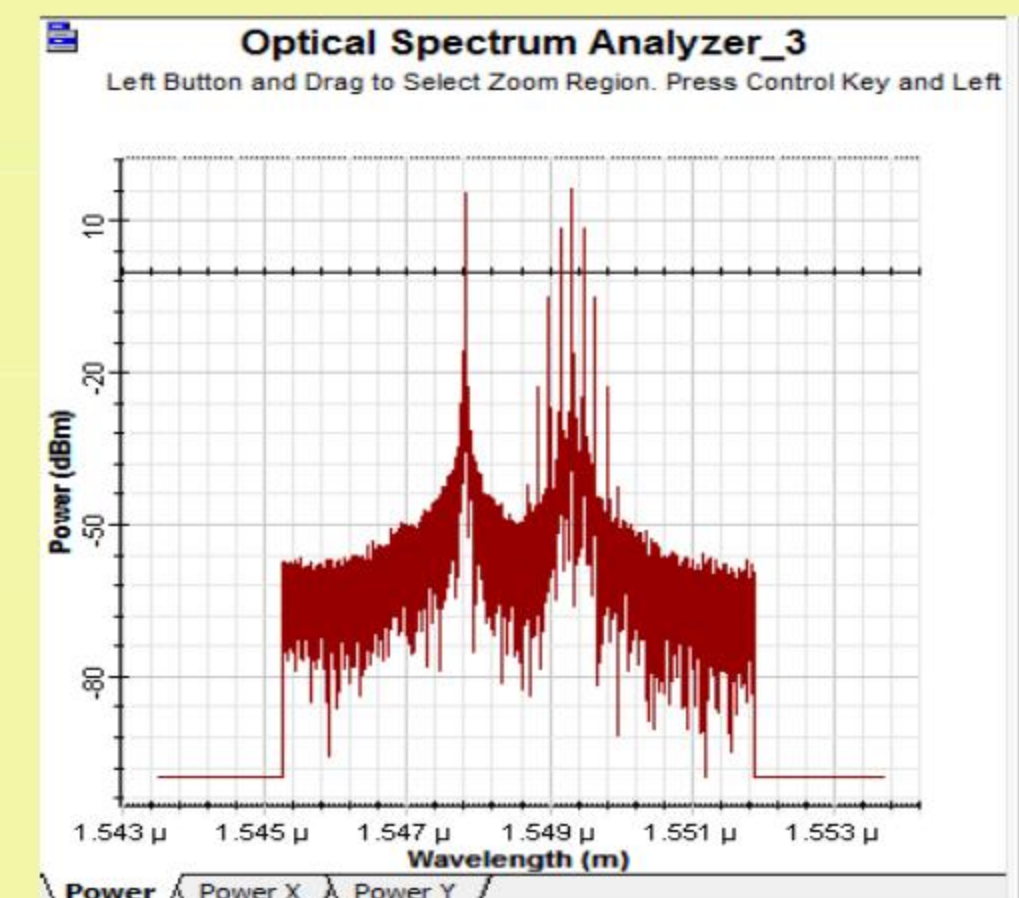 Optical Spectrum Analyzer_3
Left Button and Drag to Select Zoom Region. Press Control Key and Left
Power (dBm)
10
-20
-50
-80
1.543 µ 1.545 µ 1.547 µ 1.549 µ 1.551 µ 1.553 µ
Wavelength (m)
Power Power X Power Y